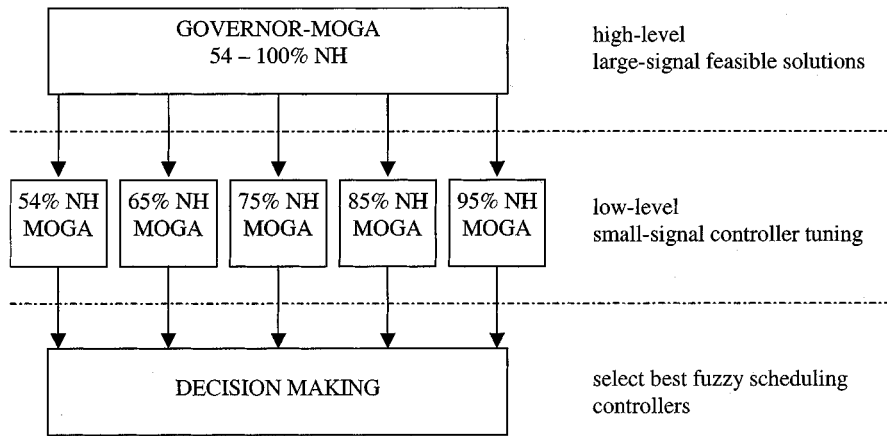 GOVERNOR-MOGA
54 – 100% NH
high-level
large-signal feasible solutions
54% NH
MOGA
65% NH
MOGA
75% NH
MOGA
85% NH
MOGA
95% NH
MOGA
low-level
small-signal controller tuning
DECISION MAKING
select best fuzzy scheduling
controllers